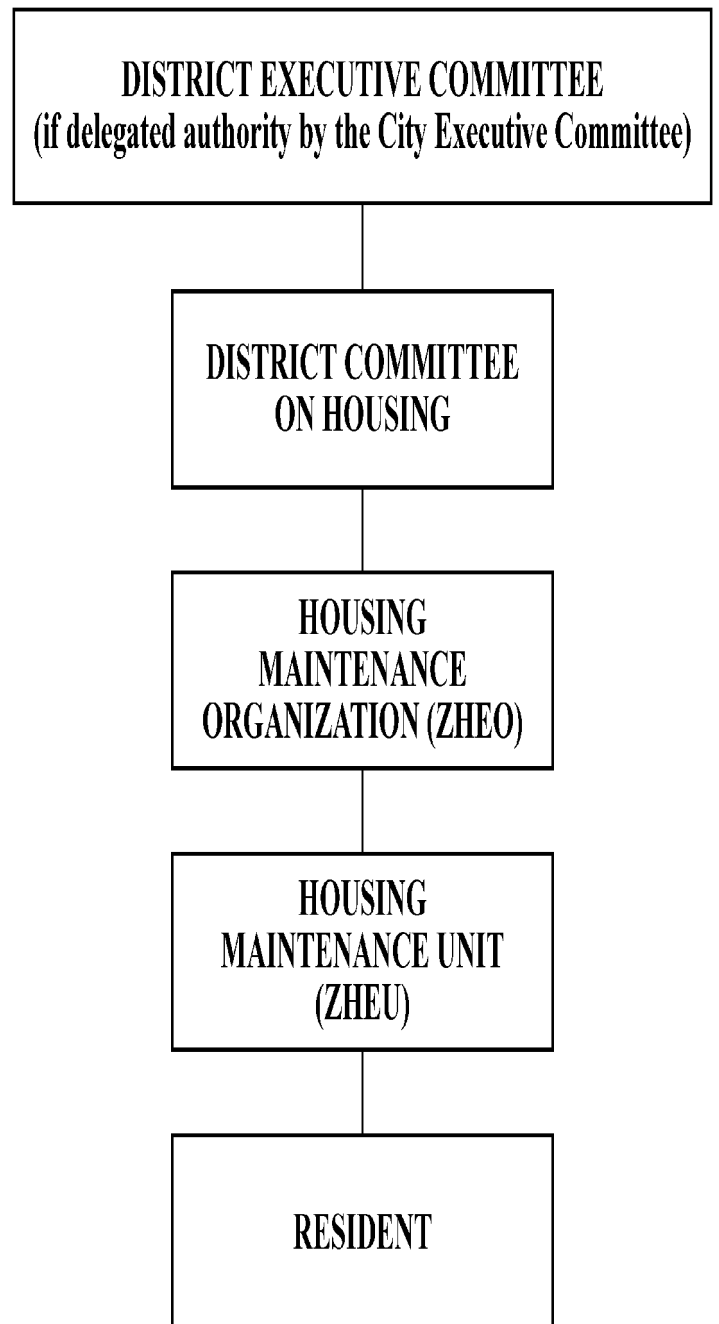 DISTRICT EXECUTIVE COMMITTEE
(if delegated authority by the City Executive Committee)
DISTRICT COMMITTEE
ON HOUSING
HOUSING
MAINTENANCE
ORGANIZATION (ZHEO)
HOUSING
MAINTENANCE UNIT
(ZHEU)
RESIDENT